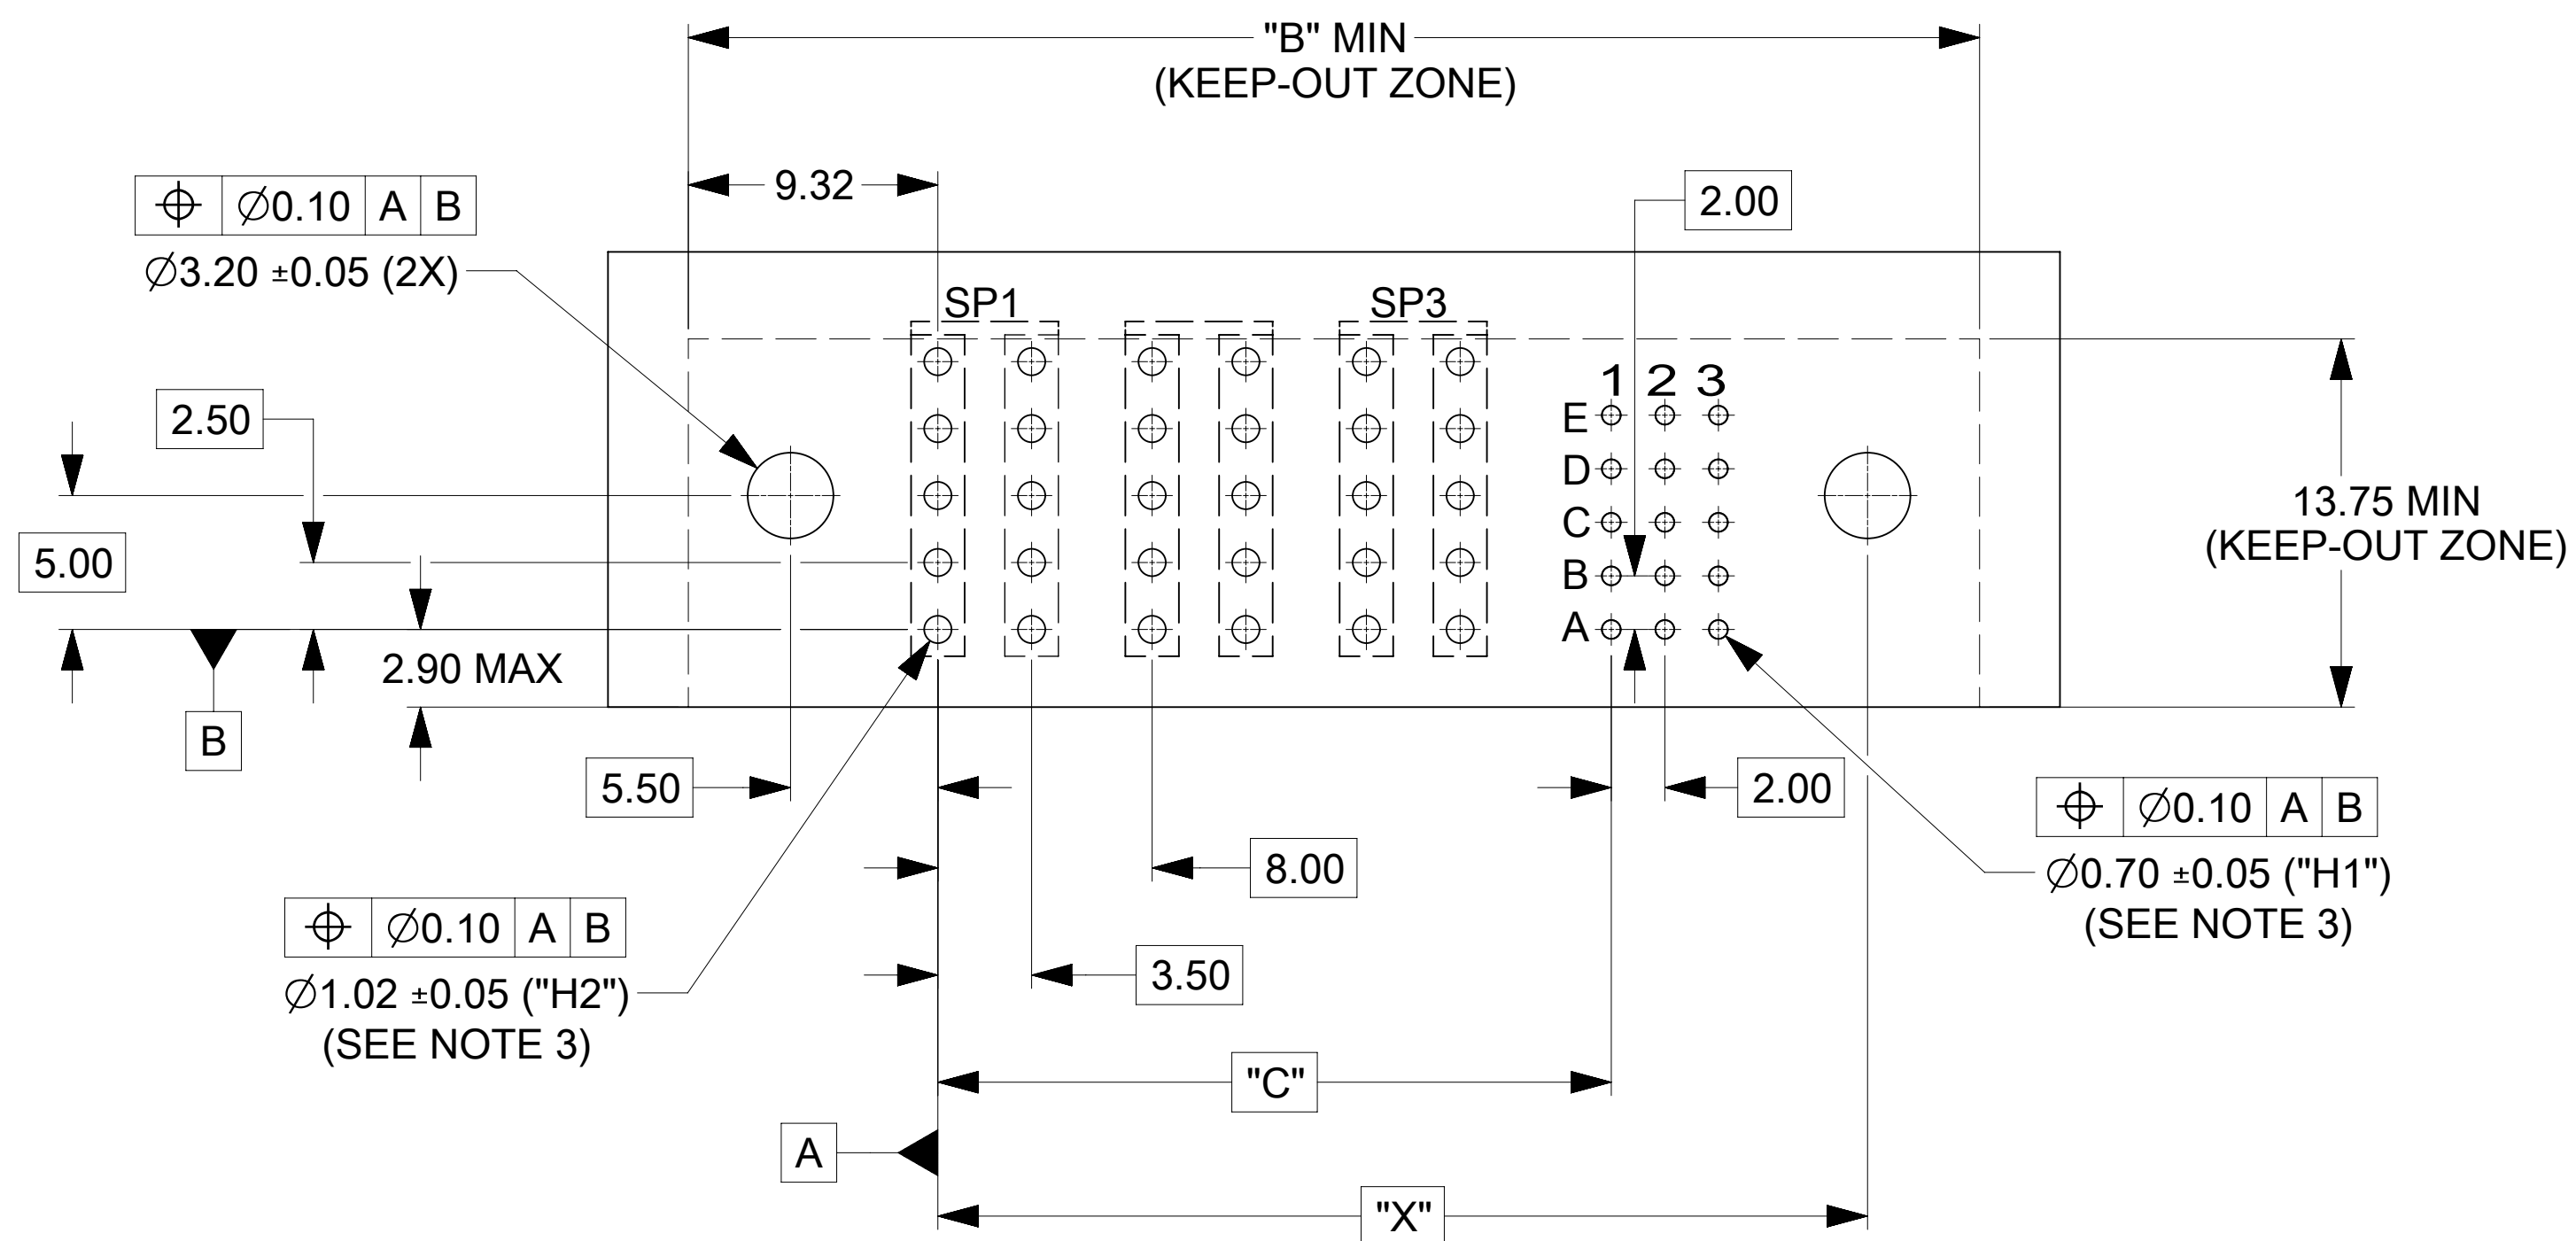 "B" MIN
(KEEP-OUT ZONE)
9.32
⌖ ∅0.10 A B
∅3.20 ±0.05 (2X)
2.00
SP1
SP3
2.50
5.00
1 2 3
E
D
C
B
A
13.75 MIN
(KEEP-OUT ZONE)
2.90 MAX
B
5.50
2.00
8.00
⌖ ∅0.10 A B
∅0.70 ±0.05 ("H1")
(SEE NOTE 3)
⌖ ∅0.10 A B
∅1.02 ±0.05 ("H2")
(SEE NOTE 3)
3.50
"C"
A
"X"